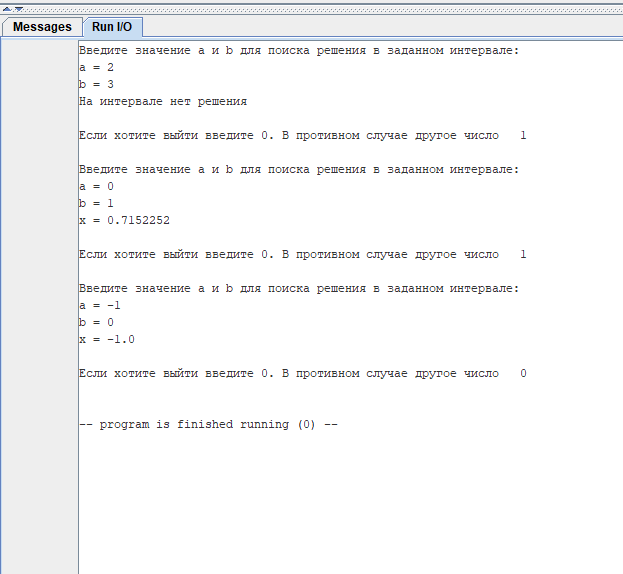 Messages Run I/O
Введите значение a и b для поиска решения в заданном интервале:
a = 2
b = 3
На интервале нет решения
Если хотите выйти введите 0. В противном случае другое число 1
Введите значение a и b для поиска решения в заданном интервале:
a = 0
b = 1
x = 0.7152252
Если хотите выйти введите 0. В противном случае другое число 1
Введите значение a и b для поиска решения в заданном интервале:
a = -1
b = 0
x = -1.0
Если хотите выйти введите 0. В противном случае другое число 0
-- program is finished running (0) --